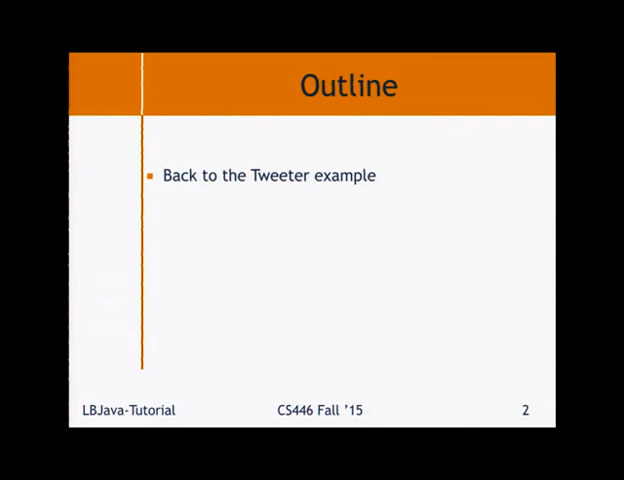 Outline
Back to the Tweeter example
LBJava-Tutorial
CS446 Fall ’15
2